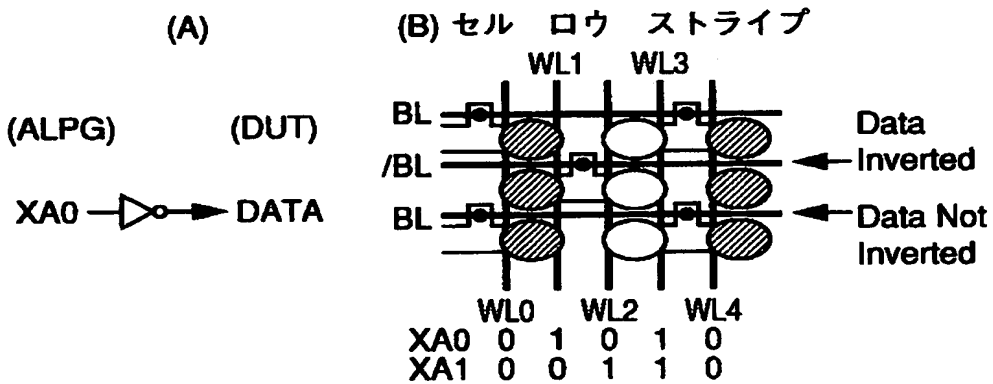 (A)
(B) セル ロウ ストライプ
WL1 WL3
(ALPG) (DUT)
BL
Data Inverted
/BL
XA0 DATA
BL
Data Not Inverted
WL0 WL2 WL4
XA0 0 1 0 1 0
XA1 0 0 1 1 0